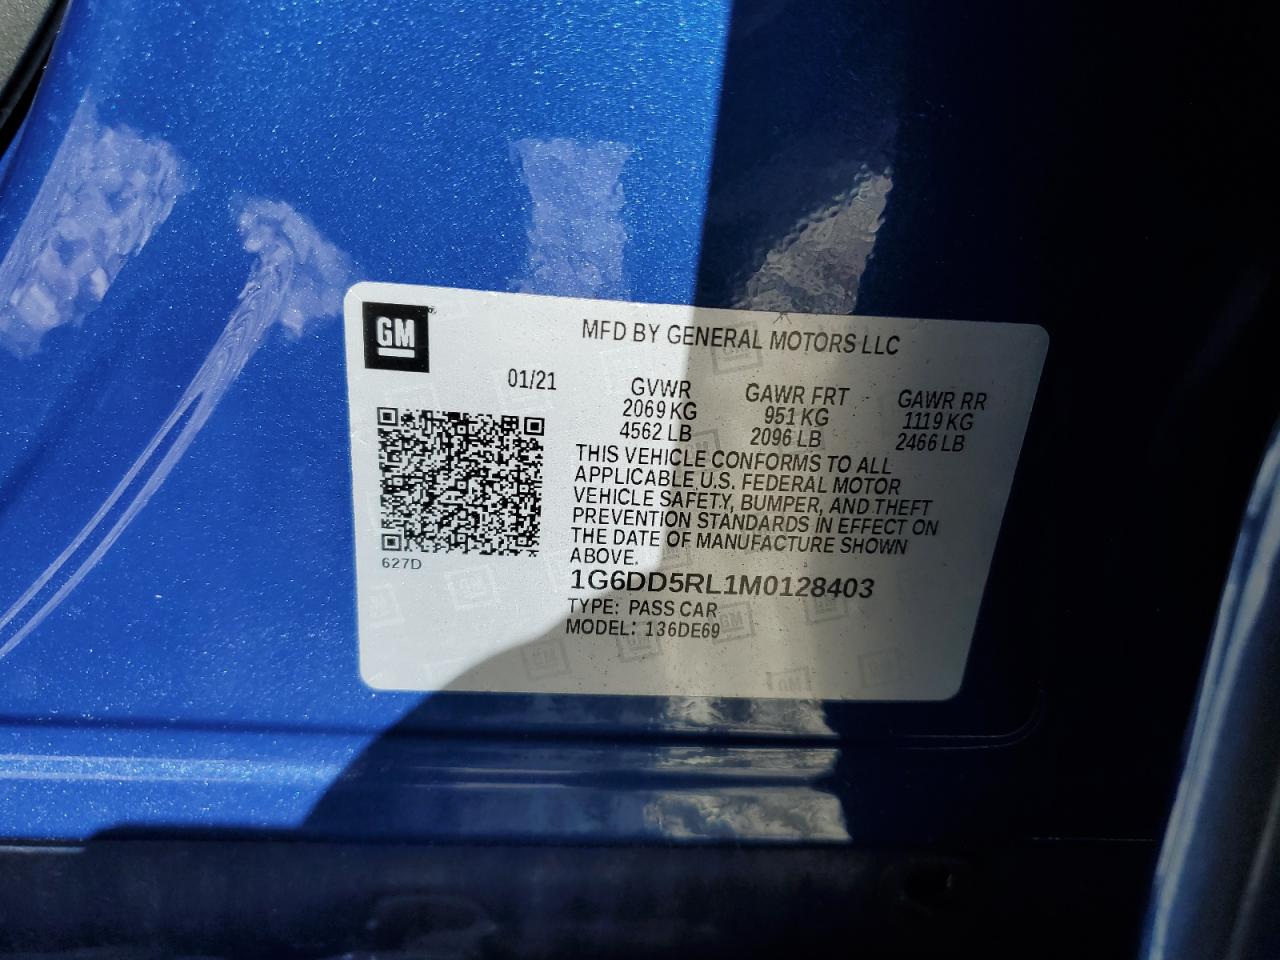 GM
MFD BY GENERAL MOTORS LLC
01/21
GVWR GAWR FRT GAWR RR
2069 KG 951 KG 1119 KG
4562 LB 2096 LB 2466 LB
THIS VEHICLE CONFORMS TO ALL
APPLICABLE U.S. FEDERAL MOTOR
VEHICLE SAFETY, BUMPER, AND THEFT
PREVENTION STANDARDS IN EFFECT ON
THE DATE OF MANUFACTURE SHOWN
ABOVE.
627D
1G6DD5RL1M0128403
TYPE: PASS CAR
MODEL: 136DE69